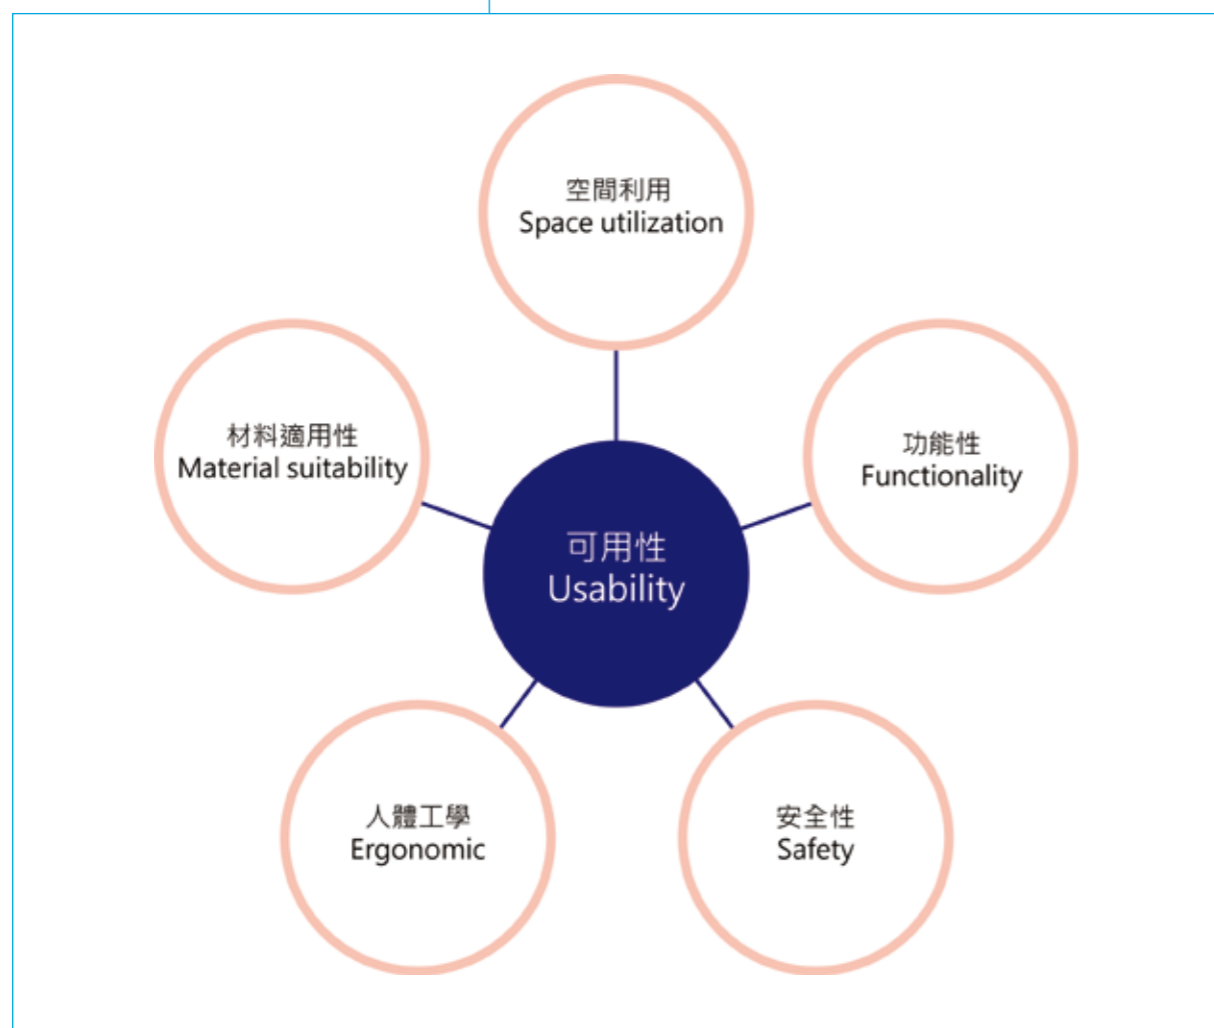 空間利用
Space utilization
材料適用性
Material suitability
功能性
Functionality
可用性
Usability
人體工學
Ergonomic
安全性
Safety